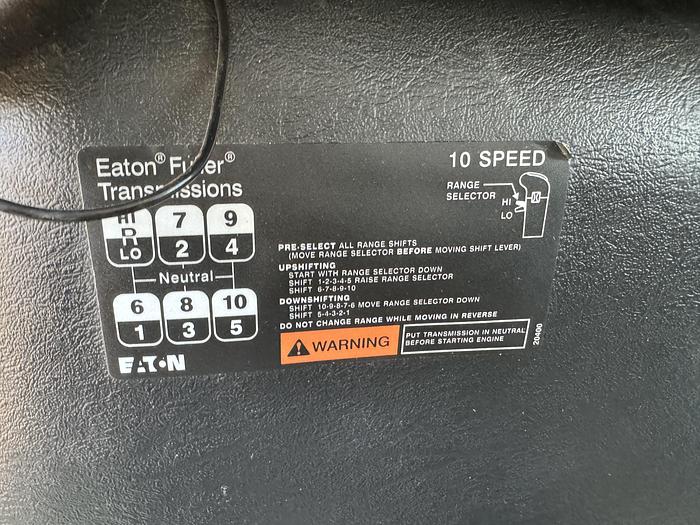 Eaton® Fuller®
Transmissions
10 SPEED
RANGE
SELECTOR
HI
LO
HI
R
LO
7
2
9
4
Neutral
6
1
8
3
10
5
EATON
PRE-SELECT ALL RANGE SHIFTS
(MOVE RANGE SELECTOR BEFORE MOVING SHIFT LEVER)
UPSHIFTING
START WITH RANGE SELECTOR DOWN
SHIFT 1-2-3-4-5 RAISE RANGE SELECTOR
SHIFT 6-7-8-9-10
DOWNSHIFTING
SHIFT 10-9-8-7-6 MOVE RANGE SELECTOR DOWN
SHIFT 5-4-3-2-1
DO NOT CHANGE RANGE WHILE MOVING IN REVERSE
WARNING
PUT TRANSMISSION IN NEUTRAL
BEFORE STARTING ENGINE
20400